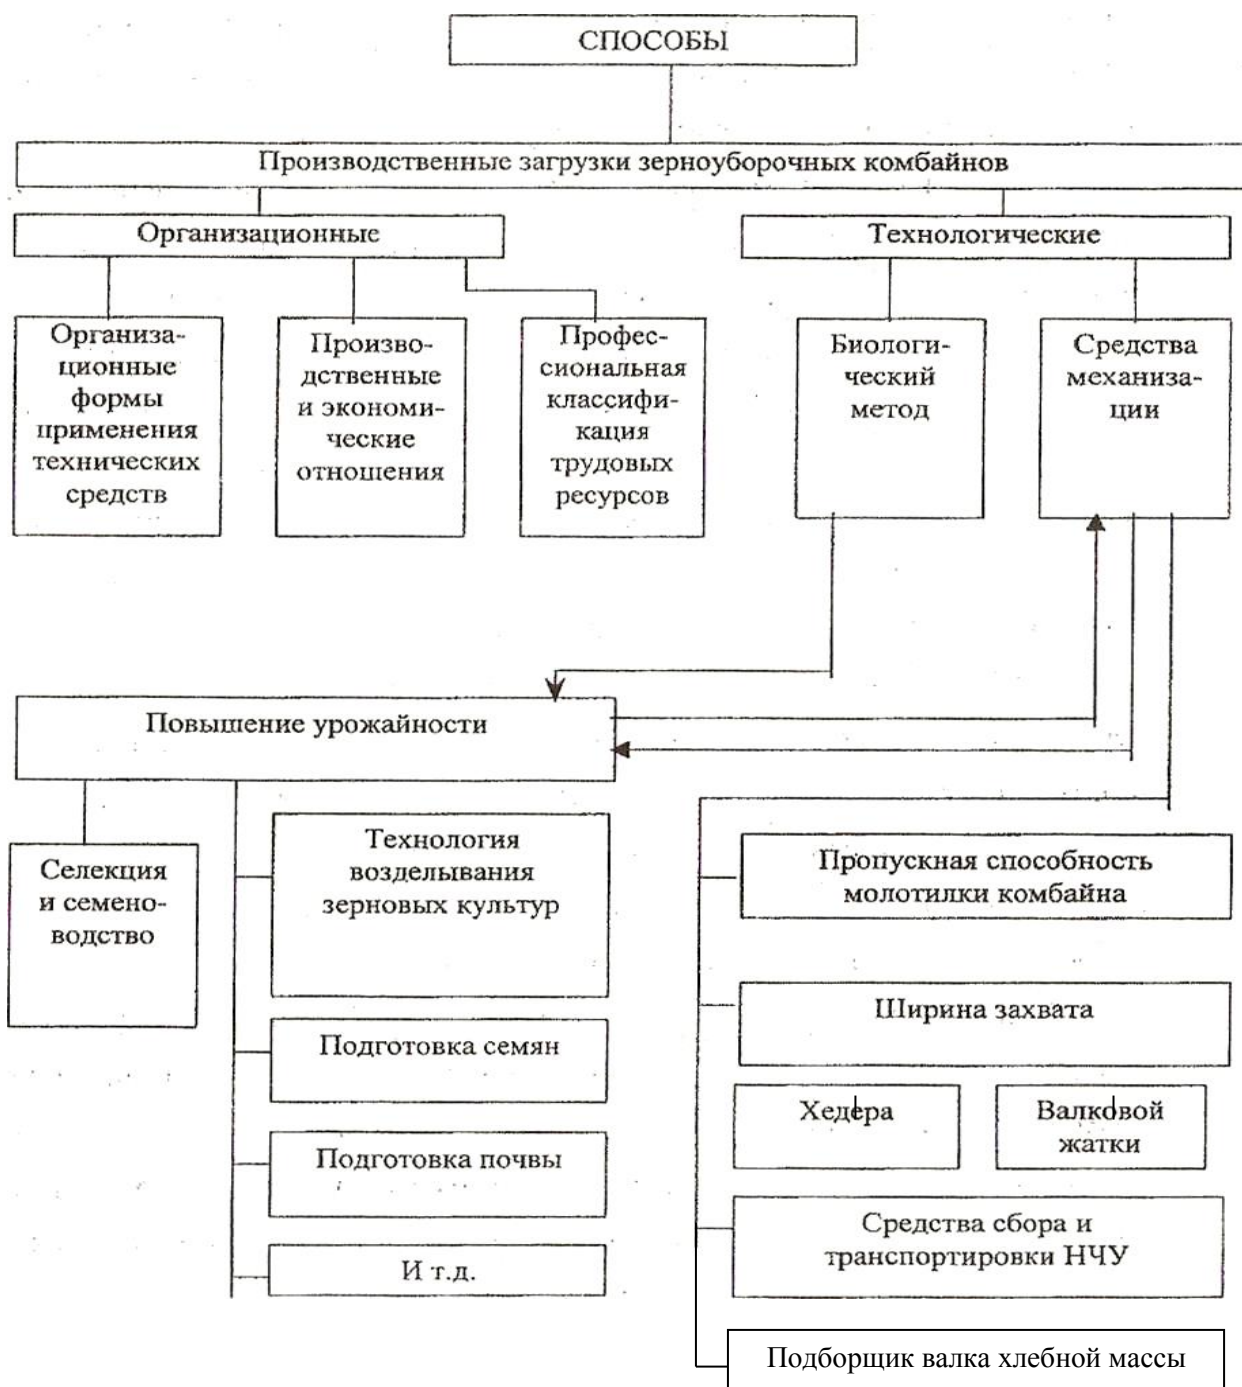 СПОСОБЫ
Производственные загрузки зерноуборочных комбайнов
Организационные
Технологические
Организа-
ционные
формы
применения
технических
средств
Произво-
дственные
и экономи-
ческие
отношения
Профес-
сиональная
классифи-
кация
трудовых
ресурсов
Биологи-
ческий
метод
Средства
механиза-
ции
Повышение урожайности
Селекция
и семено-
водство
Технология
возделывания
зерновых культур
Подготовка семян
Подготовка почвы
И т.д.
Пропускная способность
молотилки комбайна
Ширина захвата
Хедера
Валковой
жатки
Средства сбора и
транспортировки НЧУ
Подборщик валка хлебной массы